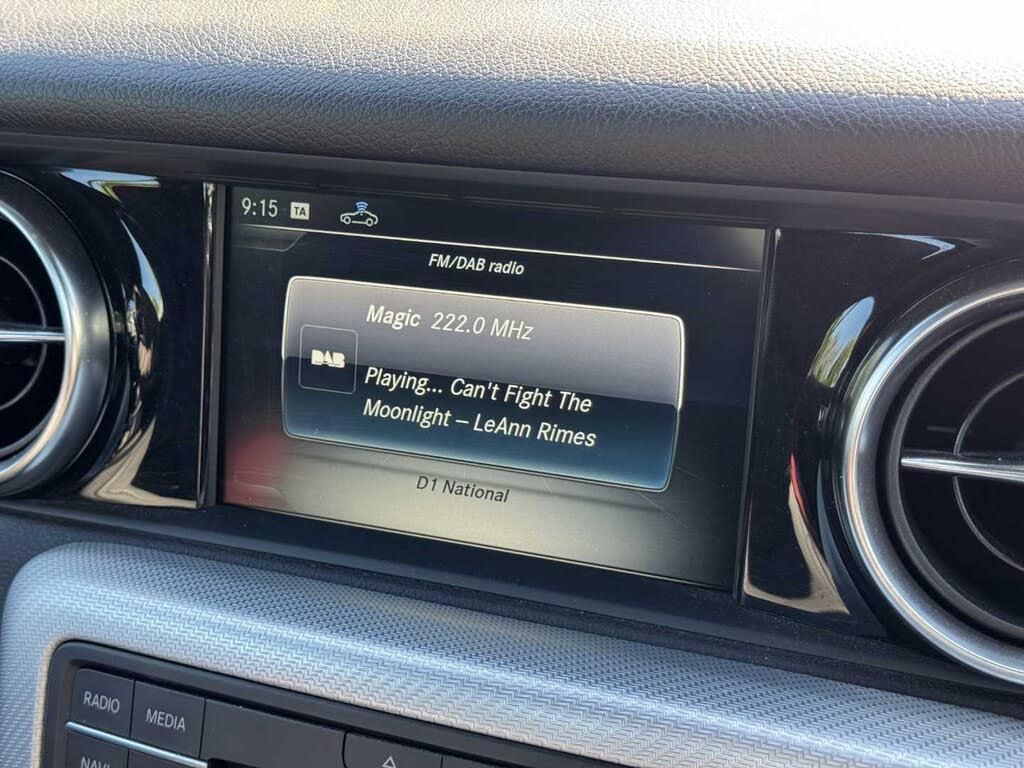 9:15 TA
FM/DAB radio
Magic 222.0 MHz
DAB
Playing... Can't Fight The
Moonlight – LeAnn Rimes
D1 National
RADIO
MEDIA
NAVI